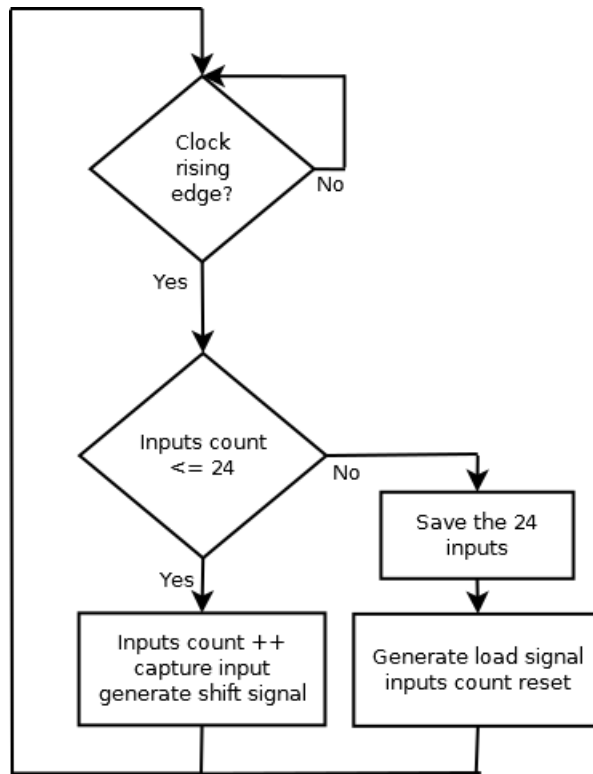 Clock
rising
edge?
No
Yes
Inputs count
<= 24
No
Save the 24
inputs
Yes
Inputs count ++
capture input
generate shift signal
Generate load signal
inputs count reset